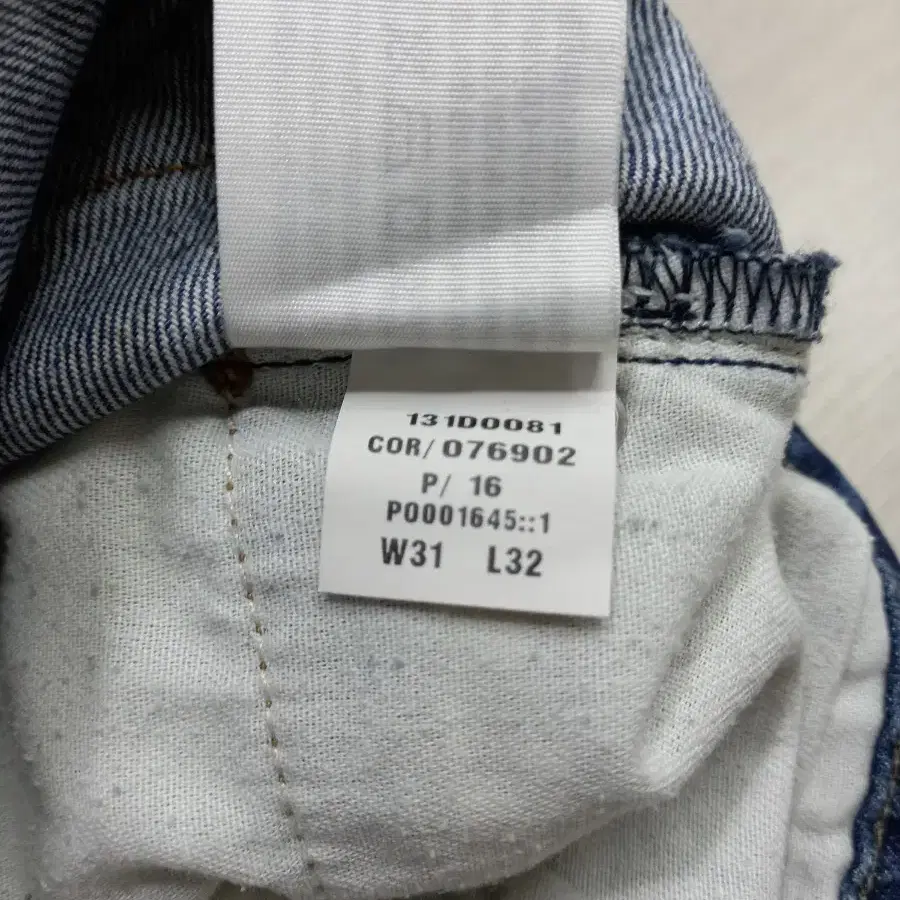 131D0081
COR/076902
P/ 16
P0001645::1
W31 L32